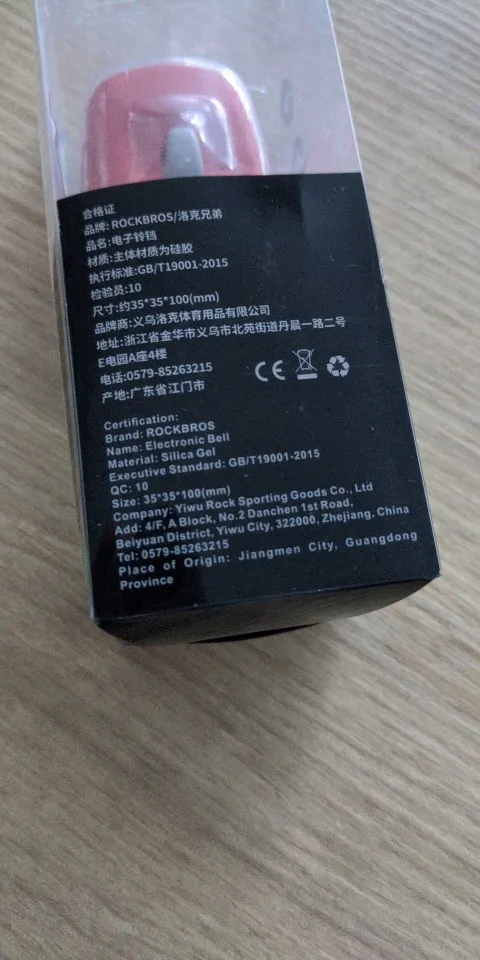 合格证
品牌: ROCKBROS/洛克兄弟
品名:电子铃铛
材质:主体材质为硅胶
执行标准:GB/T19001-2015
检验员:10
尺寸:约35*35*100(mm)
品牌商:义乌洛克体育用品有限公司
地址:浙江省金华市义乌市北苑街道丹晨一路二号
E电园A座4楼
电话:0579-85263215
产地:广东省江门市
CE
Certification:
Brand: ROCKBROS
Name: Electronic Bell
Material: Silica Gel
Executive Standard: GB/T19001-2015
QC: 10
Size: 35*35*100(mm)
Company: Yiwu Rock Sporting Goods Co., Ltd
Add: 4/F, A Block, No.2 Danchen 1st Road,
Beiyuan District, Yiwu City, 322000, Zhejiang, China
Tel: 0579-85263215
Place of Origin: Jiangmen City, Guangdong
Province